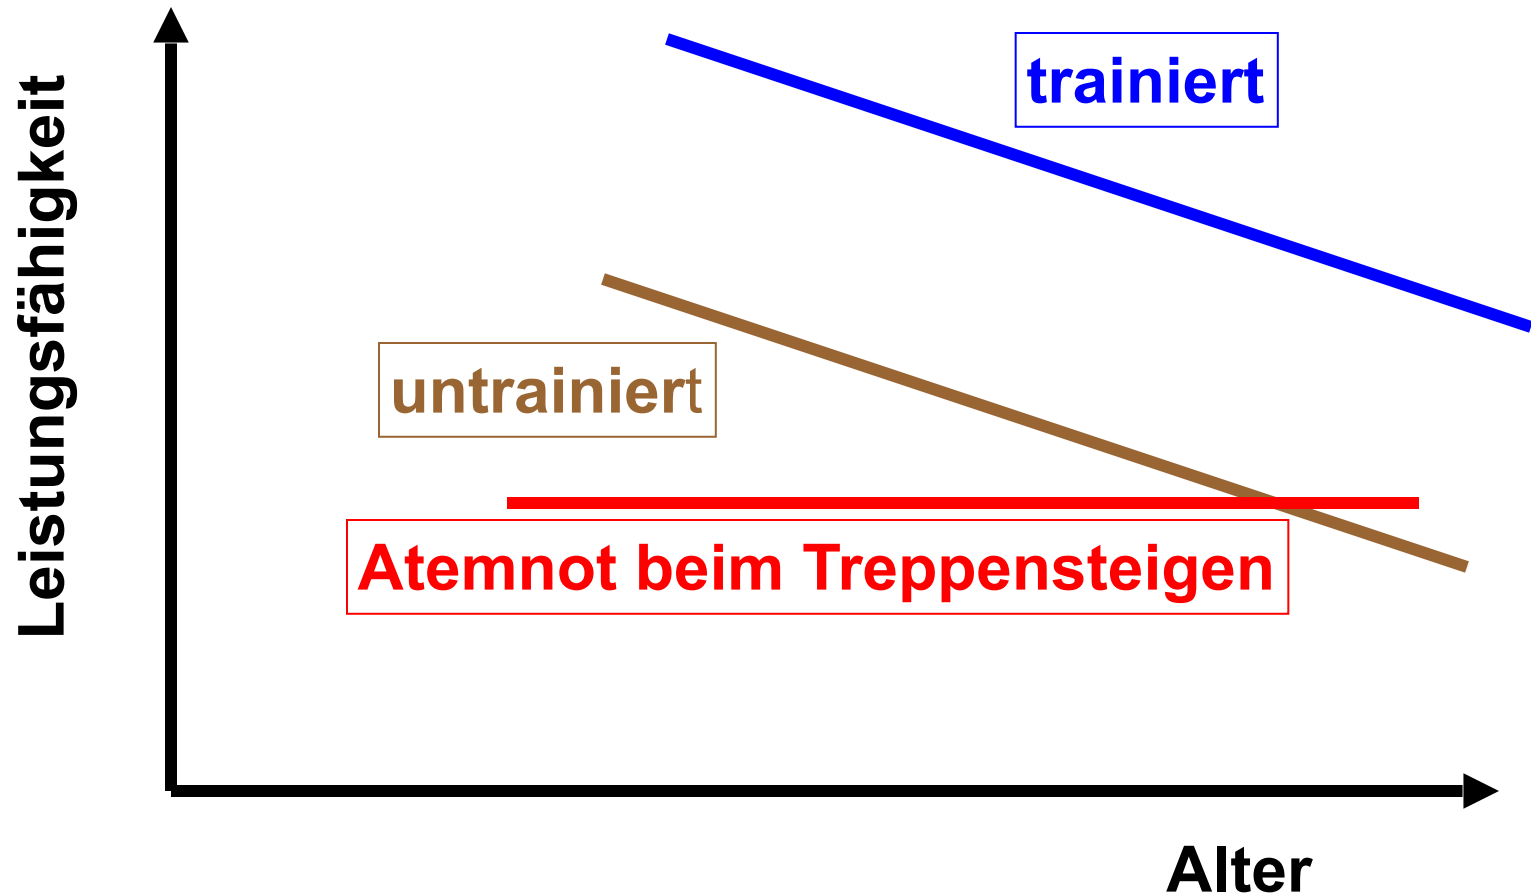 Leistungsfähigkeit
trainiert
untrainiert
Atemnot beim Treppensteigen
Alter